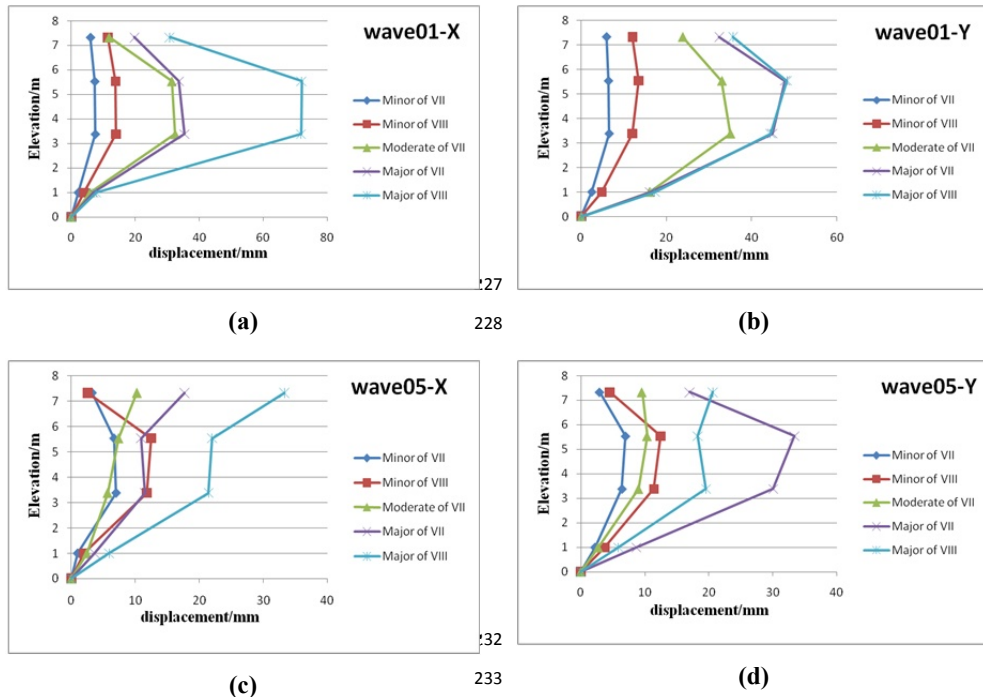 wave01-X
Elevation/m
8
7
6
5
4
3
2
1
0
0 20 40 60 80
displacement/mm
Minor of VII
Minor of VIII
Moderate of VII
Major of VII
Major of VIII
(a)
wave01-Y
Elevation/m
8
7
6
5
4
3
2
1
0
0 20 40 60
displacement/mm
Minor of VII
Minor of VIII
Moderate of VII
Major of VII
Major of VIII
(b)
227
228
wave05-X
Elevation/m
8
7
6
5
4
3
2
1
0
0 10 20 30 40
displacement/mm
Minor of VII
Minor of VIII
Moderate of VII
Major of VII
Major of VIII
(c)
wave05-Y
Elevation/m
8
7
6
5
4
3
2
1
0
0 10 20 30 40
displacement/mm
Minor of VII
Minor of VIII
Moderate of VII
Major of VII
Major of VIII
(d)
232
233